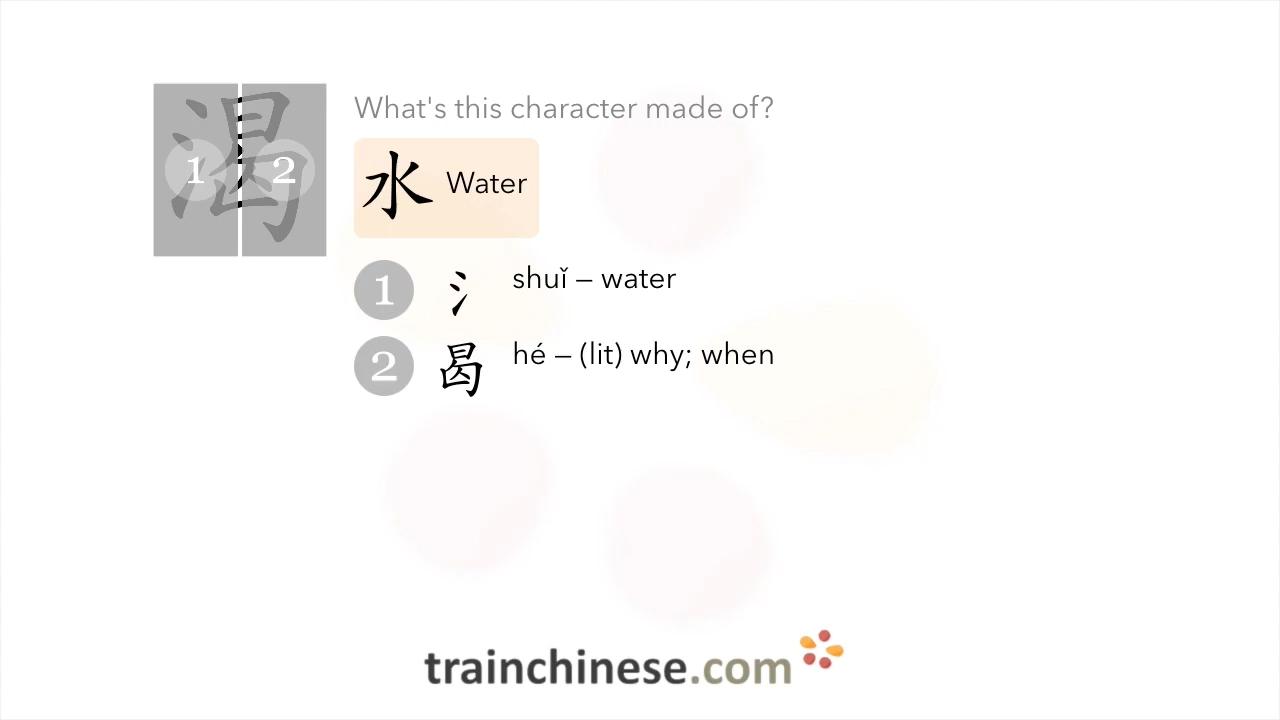 渴
1 2
What's this character made of?
水 Water
1 氵 shuǐ – water
2 曷 hé – (lit) why; when
trainchinese.com